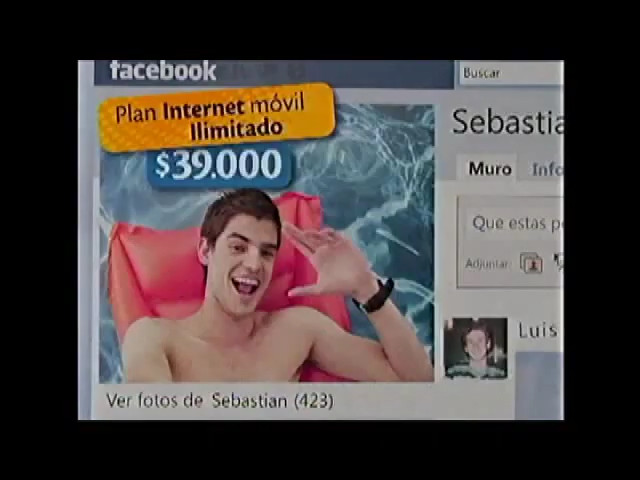 facebook
Buscar
Plan Internet móvil
Ilimitado
$39.000
Sebastia
Muro
Info
Que estas p
Adjuntar
Luis
Ver fotos de Sebastian (423)